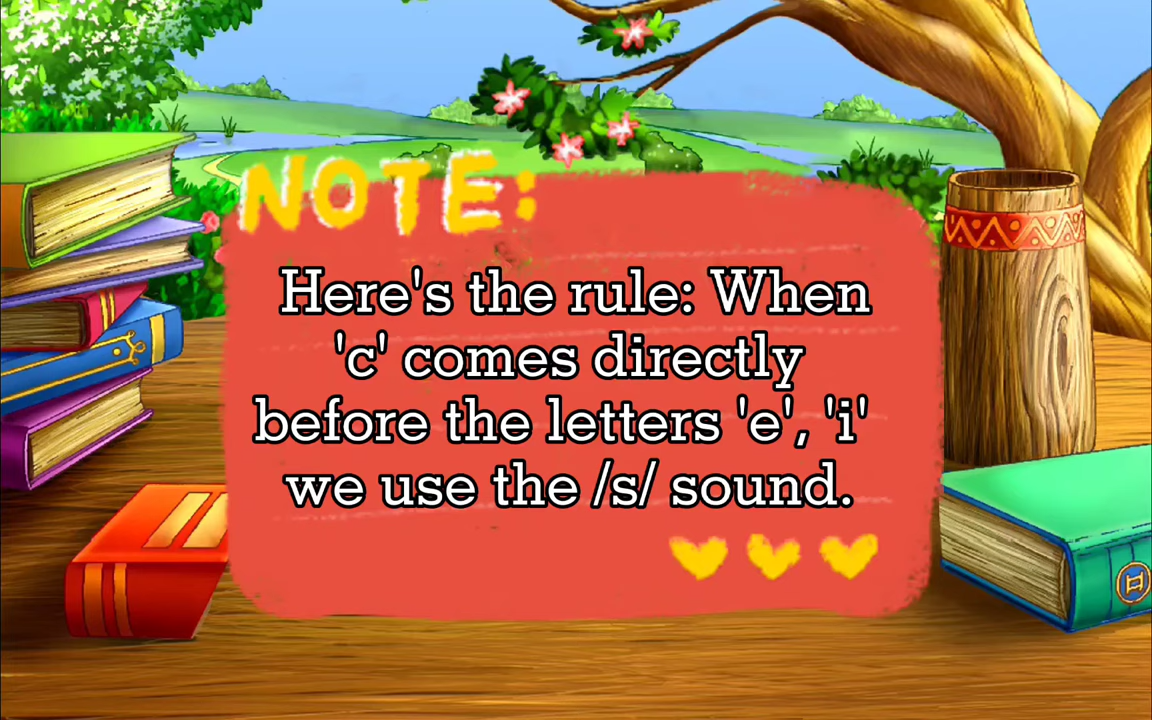 NOTE:
Here's the rule: When
'c' comes directly
before the letters 'e', 'i'
we use the /s/ sound.